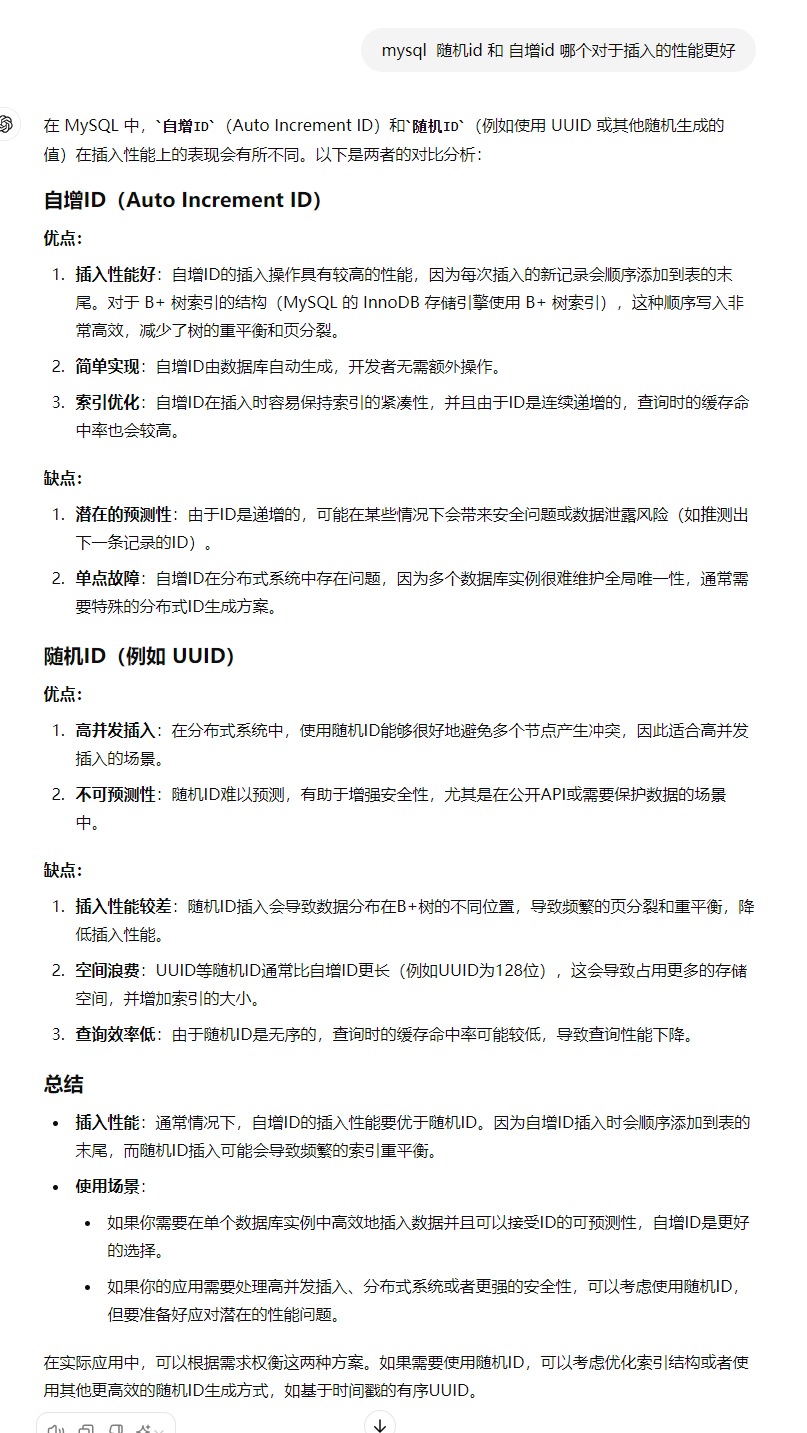 mysql  随机id 和 自增id 哪个对于插入的性能更好
在 MySQL 中，`自增ID`（Auto Increment ID）和`随机ID`（例如使用 UUID 或其他随机生成的
值）在插入性能上的表现会有所不同。以下是两者的对比分析：
自增ID（Auto Increment ID）
优点：
1. 插入性能好：自增ID的插入操作具有较高的性能，因为每次插入的新记录会顺序添加到表的末
尾。对于 B+ 树索引的结构（MySQL 的 InnoDB 存储引擎使用 B+ 树索引），这种顺序写入非
常高效，减少了树的重平衡和页分裂。
2. 简单实现：自增ID由数据库自动生成，开发者无需额外操作。
3. 索引优化：自增ID在插入时容易保持索引的紧凑性，并且由于ID是连续递增的，查询时的缓存命
中率也会较高。
缺点：
1. 潜在的预测性：由于ID是递增的，可能在某些情况下会带来安全问题或数据泄露风险（如推测出
下一条记录的ID）。
2. 单点故障：自增ID在分布式系统中存在问题，因为多个数据库实例很难维护全局唯一性，通常需
要特殊的分布式ID生成方案。
随机ID（例如 UUID）
优点：
1. 高并发插入：在分布式系统中，使用随机ID能够很好地避免多个节点产生冲突，因此适合高并发
插入的场景。
2. 不可预测性：随机ID难以预测，有助于增强安全性，尤其是在公开API或需要保护数据的场景
中。
缺点：
1. 插入性能较差：随机ID插入会导致数据分布在B+树的不同位置，导致频繁的页分裂和重平衡，降
低插入性能。
2. 空间浪费：UUID等随机ID通常比自增ID更长（例如UUID为128位），这会导致占用更多的存储
空间，并增加索引的大小。
3. 查询效率低：由于随机ID是无序的，查询时的缓存命中率可能较低，导致查询性能下降。
总结
• 插入性能：通常情况下，自增ID的插入性能要优于随机ID。因为自增ID插入时会顺序添加到表的
末尾，而随机ID插入可能会导致频繁的索引重平衡。
• 使用场景：
• 如果你需要在单个数据库实例中高效地插入数据并且可以接受ID的可预测性，自增ID是更好
的选择。
• 如果你的应用需要处理高并发插入、分布式系统或者更强的安全性，可以考虑使用随机ID，
但要准备好应对潜在的性能问题。
在实际应用中，可以根据需求权衡这两种方案。如果需要使用随机ID，可以考虑优化索引结构或者使
用其他更高效的随机ID生成方式，如基于时间戳的有序UUID。